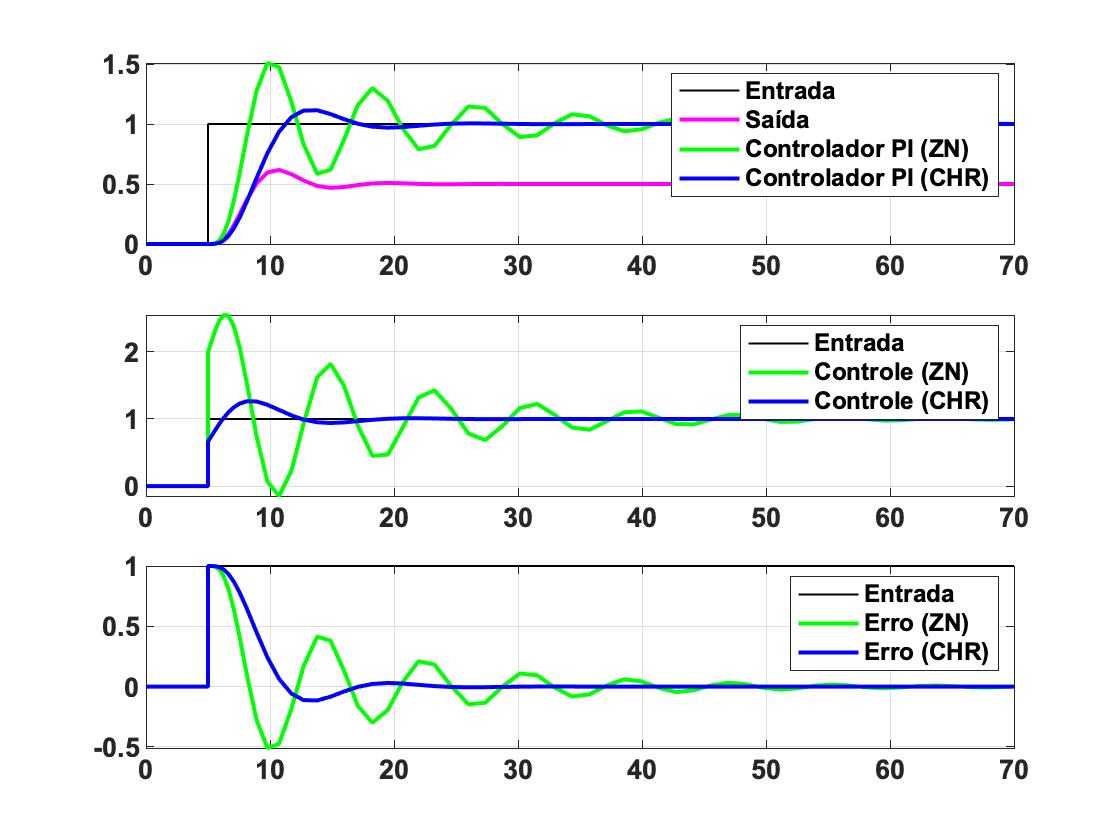 1.5
1
0.5
0
Entrada
Saída
Controlador PI (ZN)
Controlador PI (CHR)
0 10 20 30 40 50 60 70
2
1
0
Entrada
Controle (ZN)
Controle (CHR)
0 10 20 30 40 50 60 70
1
0.5
0
-0.5
Entrada
Erro (ZN)
Erro (CHR)
0 10 20 30 40 50 60 70